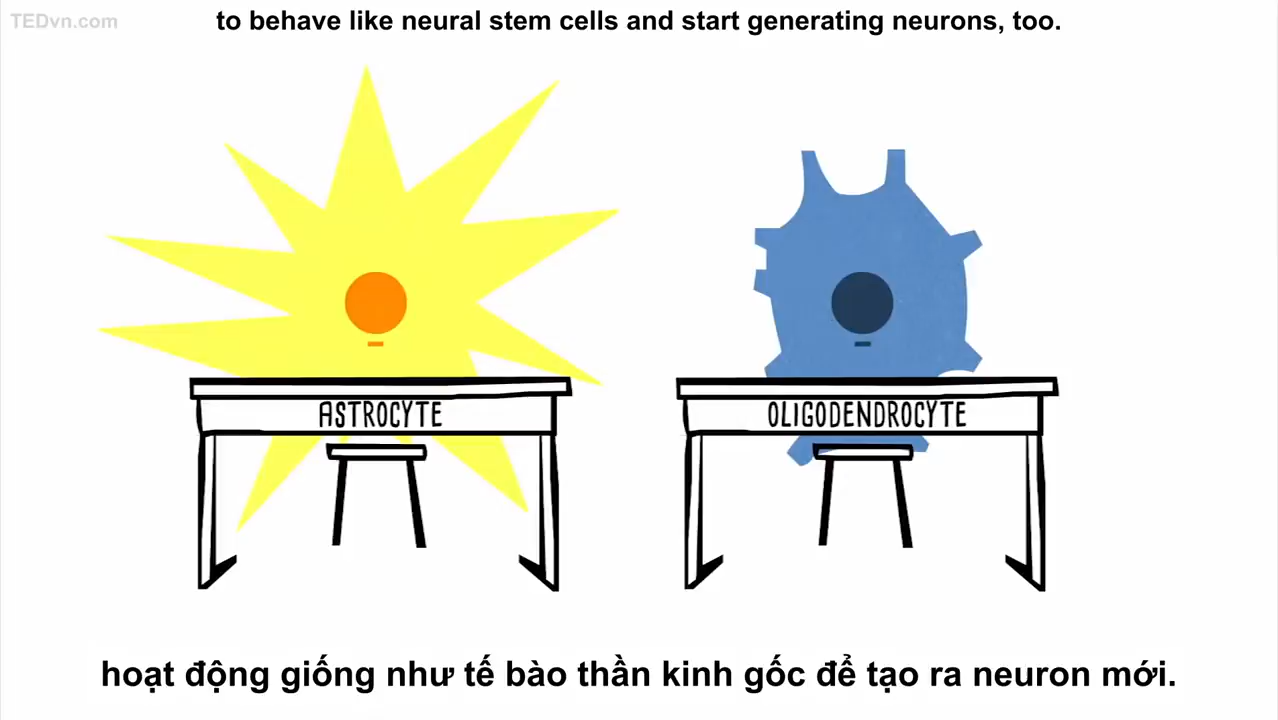 TEDvn.com
to behave like neural stem cells and start generating neurons, too.
ASTROCYTE
OLIGODENDROCYTE
hoạt động giống như tế bào thần kinh gốc để tạo ra neuron mới.